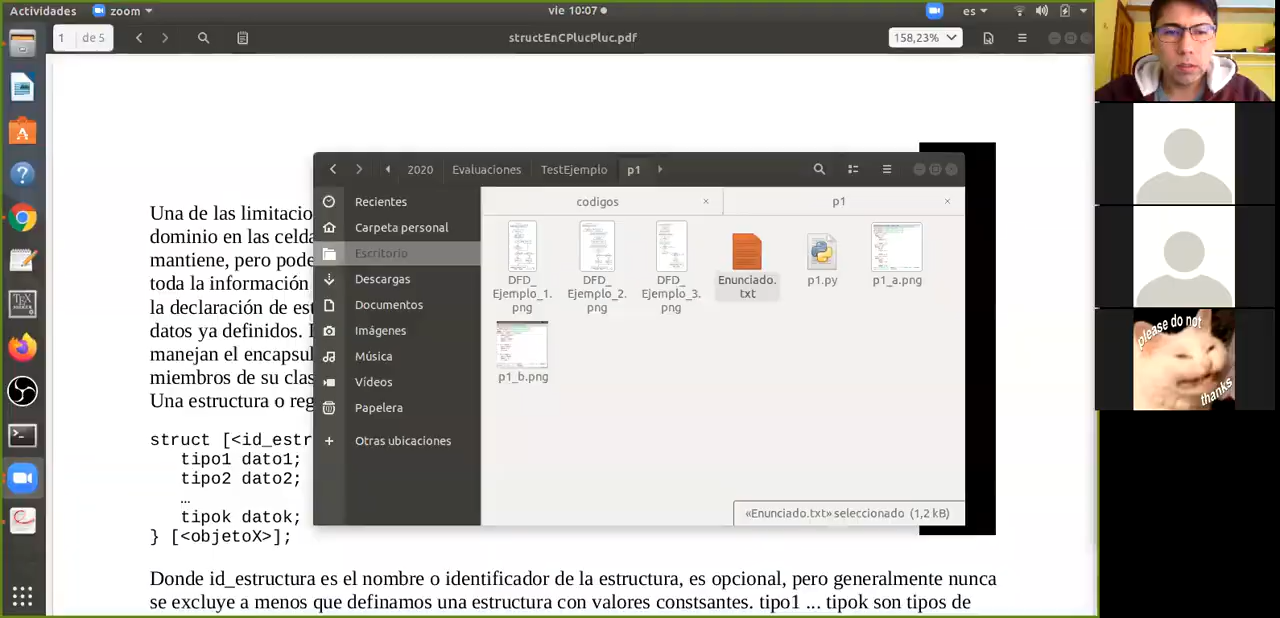 Actividades zoom vie 10:07 es
1 de 5 structEnCPlucPluc.pdf 158,23%
Una de las limitacio
dominio en las celda
mantiene, pero pode
toda la información
la declaración de est
datos ya definidos.
manejan el encapsul
miembros de su clas
Una estructura o reg
struct [<id_estr
tipo1 dato1;
tipo2 dato2;
…
tipok datok;
} [<objetoX>];
Donde id_estructura es el nombre o identificador de la estructura, es opcional, pero generalmente nunca
se excluye a menos que definamos una estructura con valores constsantes. tipo1 ... tipok son tipos de
2020 Evaluaciones TestEjemplo p1
Recientes
Carpeta personal
Escritorio
Descargas
Documentos
Imágenes
Música
Vídeos
Papelera
+ Otras ubicaciones
codigos × p1 ×
DFD_
Ejemplo_1.
png
DFD_
Ejemplo_2.
png
DFD_
Ejemplo_3.
png
Enunciado.
txt
p1.py
p1_a.png
p1_b.png
«Enunciado.txt» seleccionado (1,2 kB)
please do not
thanks